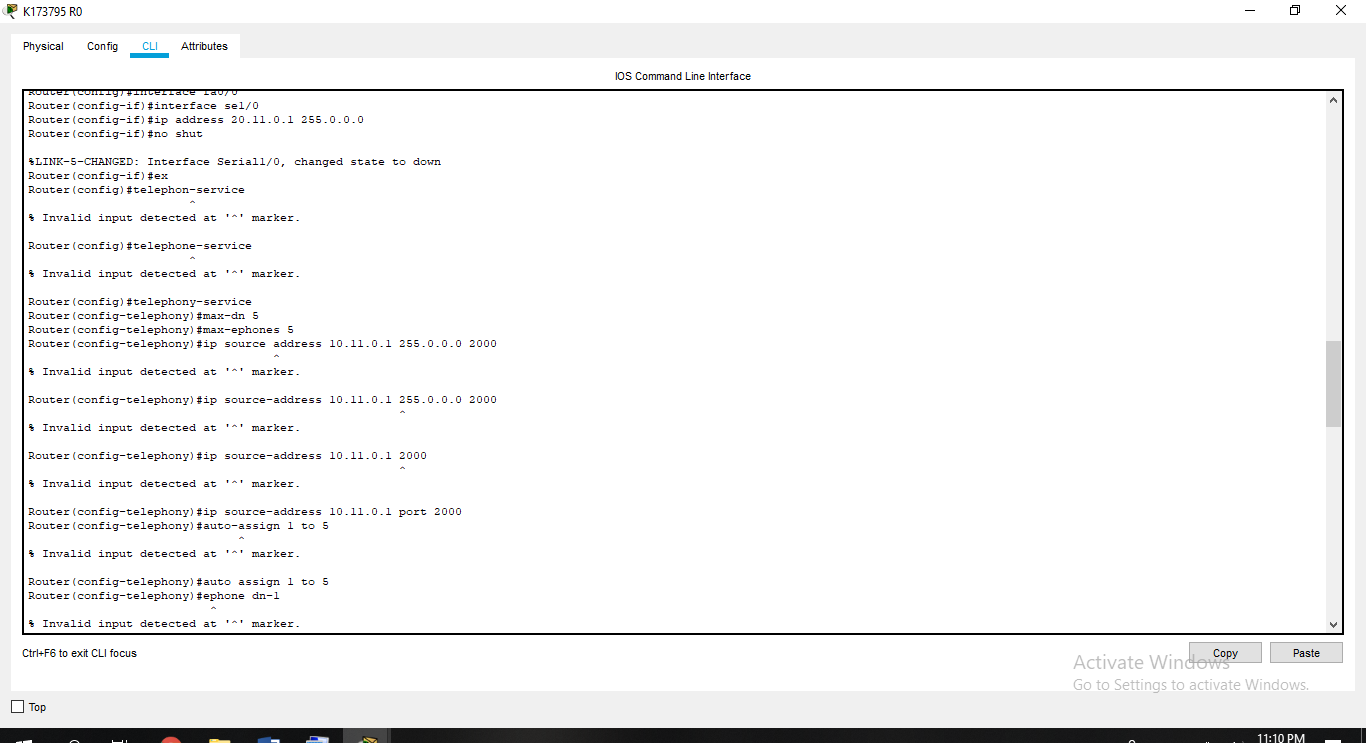 K173795 R0
Physical Config CLI Attributes
IOS Command Line Interface
Router(config)#interface fa0/0
Router(config-if)#interface se1/0
Router(config-if)#ip address 20.11.0.1 255.0.0.0
Router(config-if)#no shut
%LINK-5-CHANGED: Interface Serial1/0, changed state to down
Router(config-if)#ex
Router(config)#telephon-service
^
% Invalid input detected at '^' marker.
Router(config)#telephone-service
^
% Invalid input detected at '^' marker.
Router(config)#telephony-service
Router(config-telephony)#max-dn 5
Router(config-telephony)#max-ephones 5
Router(config-telephony)#ip source address 10.11.0.1 255.0.0.0 2000
^
% Invalid input detected at '^' marker.
Router(config-telephony)#ip source-address 10.11.0.1 255.0.0.0 2000
^
% Invalid input detected at '^' marker.
Router(config-telephony)#ip source-address 10.11.0.1 2000
^
% Invalid input detected at '^' marker.
Router(config-telephony)#ip source-address 10.11.0.1 port 2000
Router(config-telephony)#auto-assign 1 to 5
^
% Invalid input detected at '^' marker.
Router(config-telephony)#auto assign 1 to 5
Router(config-telephony)#ephone dn-1
^
% Invalid input detected at '^' marker.
Ctrl+F6 to exit CLI focus
Copy Paste
Activate Windows
Go to Settings to activate Windows.
Top
11:10 PM